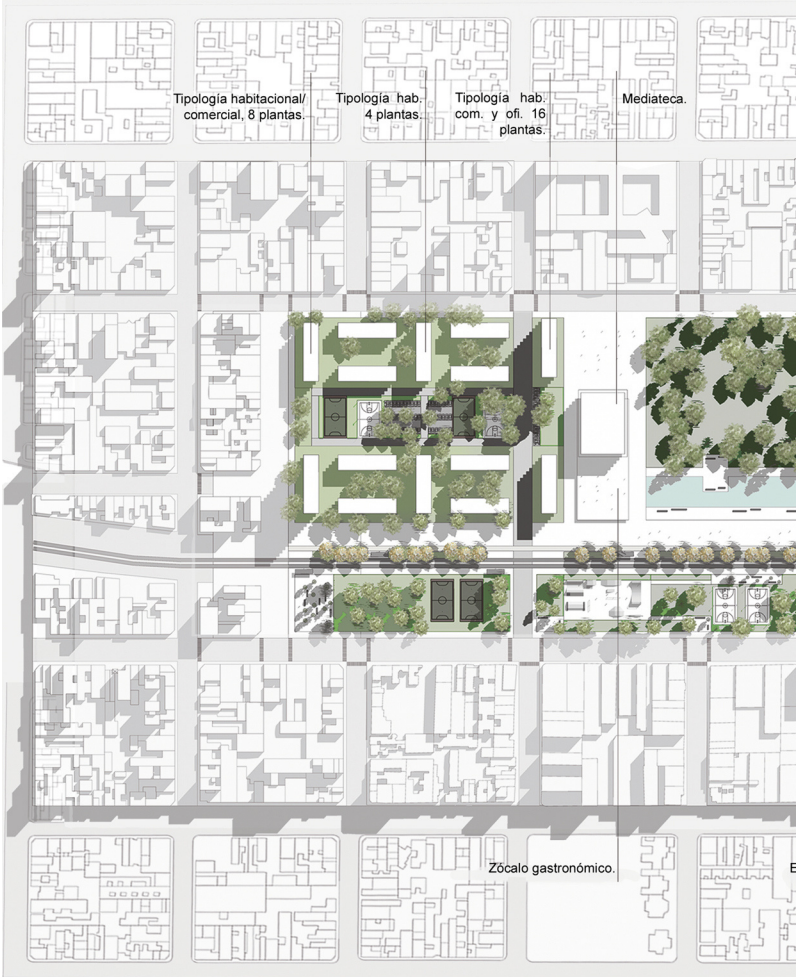 Tipología habitacional/
comercial, 8 plantas.
Tipología hab.
4 plantas.
Tipología hab.
com. y ofi. 16
plantas.
Mediateca.
Zócalo gastronómico.
E